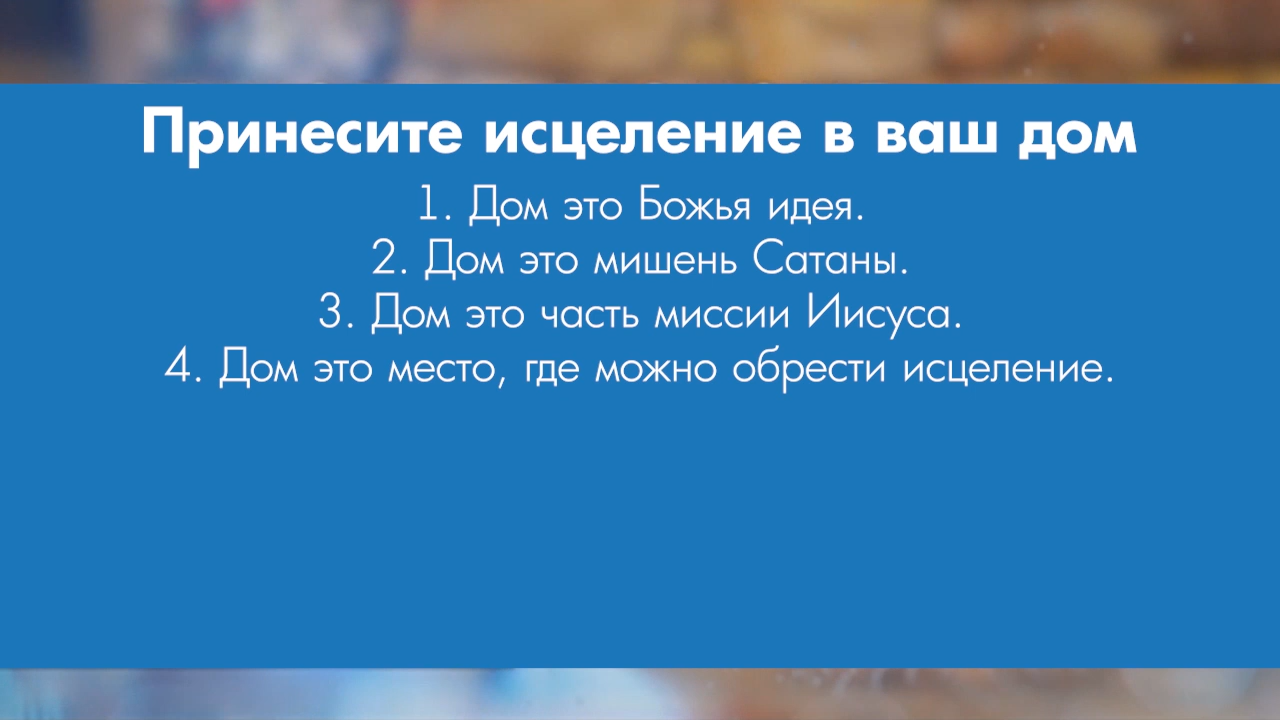 Принесите исцеление в ваш дом
1. Дом это Божья идея.
2. Дом это мишень Сатаны.
3. Дом это часть миссии Иисуса.
4. Дом это место, где можно обрести исцеление.